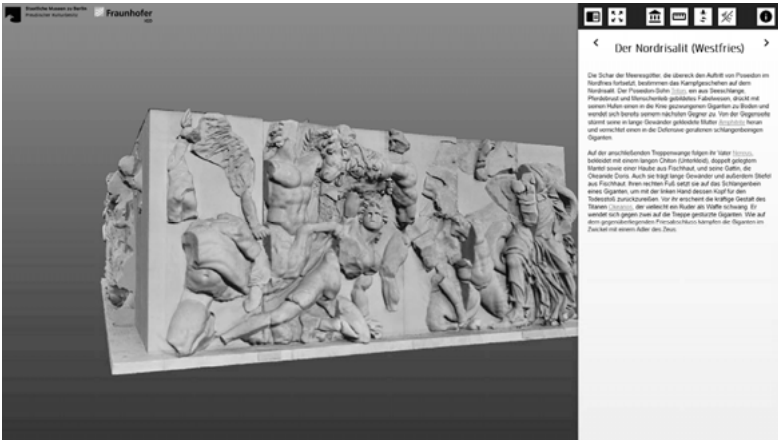 Staatliche Museen zu Berlin
Preußischer Kulturbesitz
Fraunhofer
IGD
Der Nordrisalit (Westfries)
Die Schar der Meeresgötter, die übereck den Auftritt von Poseidon im
Nordfries fortsetzt, bestimmen das Kampfgeschehen auf dem
Nordrisalit. Der Poseidon-Sohn Triton, ein aus Seeschlange,
Pferdebrust und Menschenleib gebildetes Fabelwesen, drückt mit
seinen Hufen einen in die Knie gezwungenen Giganten zu Boden und
wendet sich bereits seinem nächsten Gegner zu. Von der Gegenseite
stürmt seine in lange Gewänder gekleidete Mutter Amphitrite heran
und vernichtet einen in die Defensive geratenen schlangenbeinigen
Giganten.
Auf der anschließenden Treppenwange folgen ihr Vater Nereus,
bekleidet mit einem langen Chiton (Unterkleid), doppelt gelegtem
Mantel sowie einer Haube aus Fischhaut, und seine Gattin, die
Okeanide Doris. Auch sie trägt lange Gewänder und außerdem Stiefel
aus Fischhaut. Ihren rechten Fuß setzt sie auf das Schlangenbein
eines Giganten, um mit der linken Hand dessen Kopf für den
Todesstoß zurückzureißen. Vor ihr erscheint die kräftige Gestalt des
Titanen Okeanos, der vielleicht ein Ruder als Waffe schwang. Er
wendet sich gegen zwei auf die Treppe gestürzte Giganten. Wie auf
dem gegenüberliegenden Friesabschluss kämpfen die Giganten im
Zwickel mit einem Adler des Zeus.